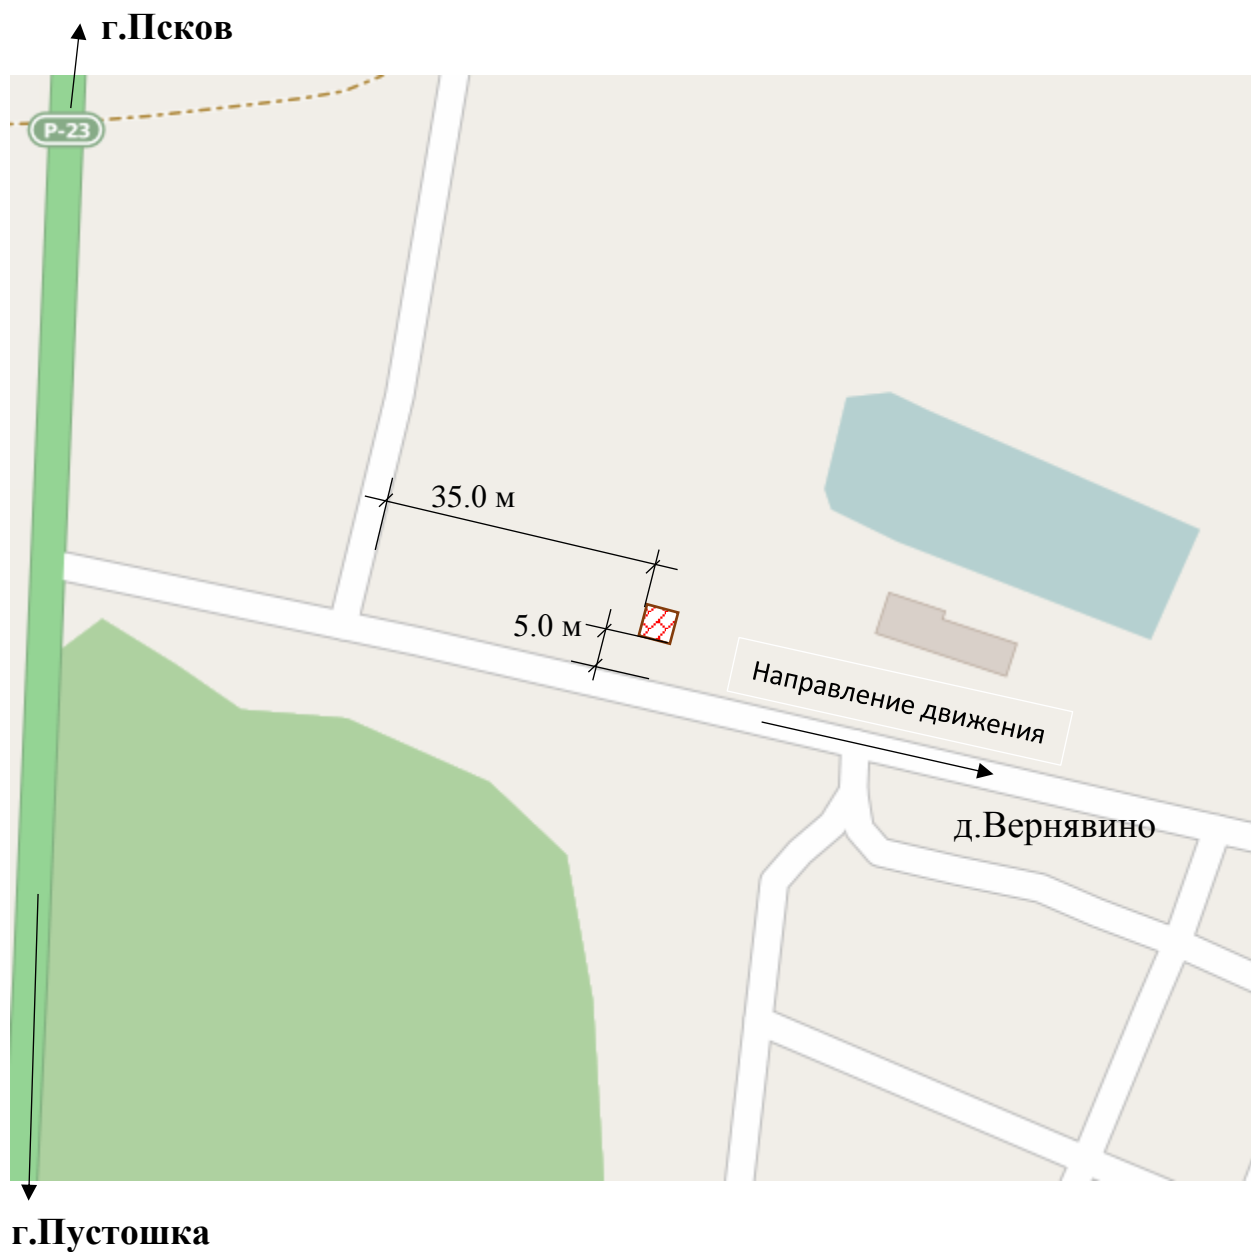 г.Псков
Р-23
35.0 м
5.0 м
Направление движения
д.Вернявино
г.Пустошка